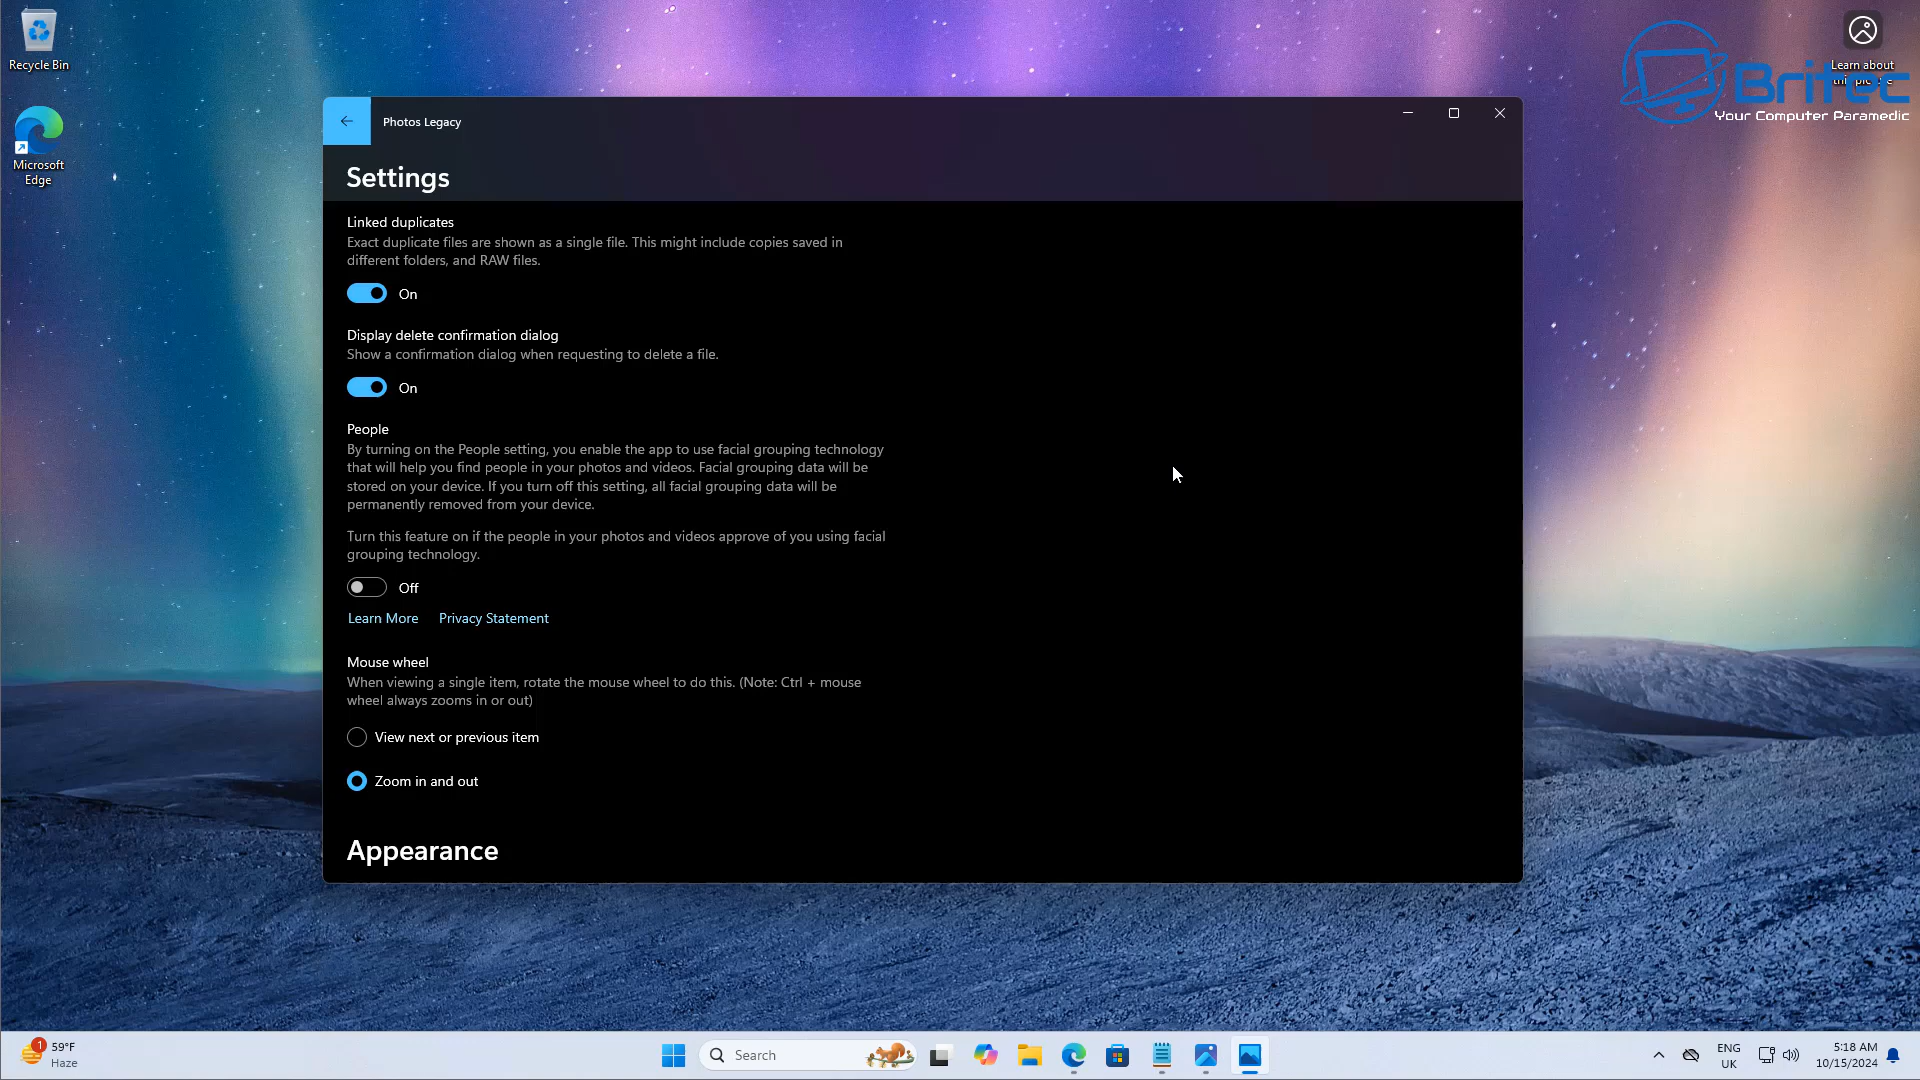 Recycle Bin
Microsoft
Edge
Learn about
Britec
Your Computer Paramedic
Photos Legacy
Settings
Linked duplicates
Exact duplicate files are shown as a single file. This might include copies saved in
different folders, and RAW files.
On
Display delete confirmation dialog
Show a confirmation dialog when requesting to delete a file.
On
People
By turning on the People setting, you enable the app to use facial grouping technology
that will help you find people in your photos and videos. Facial grouping data will be
stored on your device. If you turn off this setting, all facial grouping data will be
permanently removed from your device.
Turn this feature on if the people in your photos and videos approve of you using facial
grouping technology.
Off
Learn More Privacy Statement
Mouse wheel
When viewing a single item, rotate the mouse wheel to do this. (Note: Ctrl + mouse
wheel always zooms in or out)
View next or previous item
Zoom in and out
Appearance
1
59°F
Haze
Search
ENG
UK
5:18 AM
10/15/2024